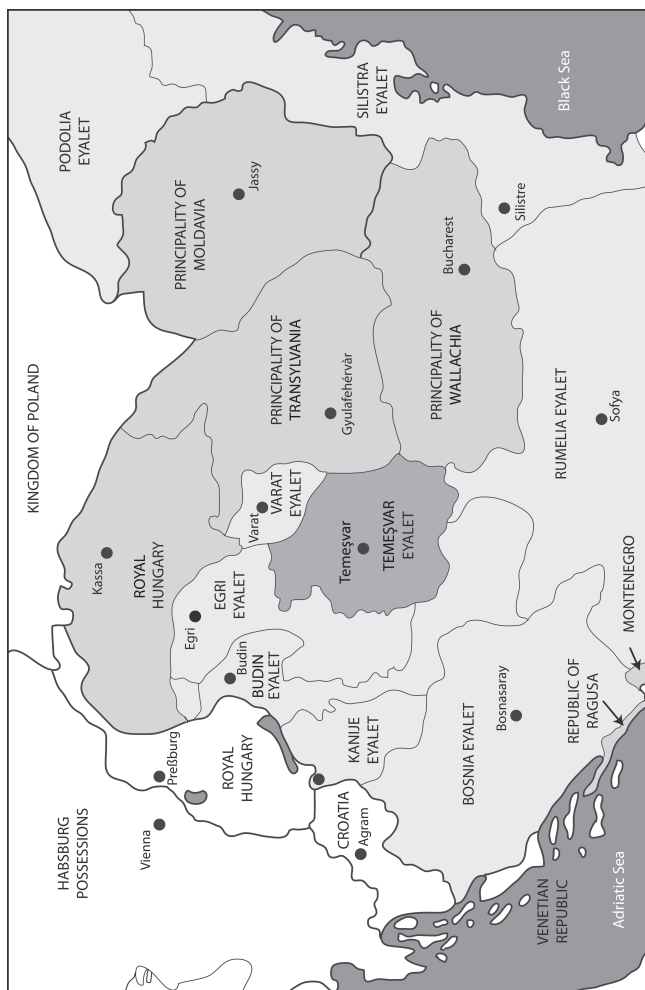 HABSBURG
POSSESSIONS
KINGDOM OF POLAND
PODOLIA
EYALET
Vienna
Preßburg
Kassa
ROYAL
HUNGARY
ROYAL
HUNGARY
Egri
EGRI
EYALET
Budin
BUDIN
EYALET
Varat
VARAT
EYALET
PRINCIPALITY OF
MOLDAVIA
Jassy
PRINCIPALITY OF
TRANSYLVANIA
Gyulafehérvàr
SILISTRA
EYALET
CROATIA
Agram
KANIJE
EYALET
Temeşvar
TEMEŞVAR
EYALET
PRINCIPALITY OF
WALLACHIA
Bucharest
Silistre
Black Sea
BOSNIA EYALET
Bosnasaray
RUMELIA EYALET
Sofya
VENETIAN
REPUBLIC
Adriatic Sea
REPUBLIC OF
RAGUSA
MONTENEGRO